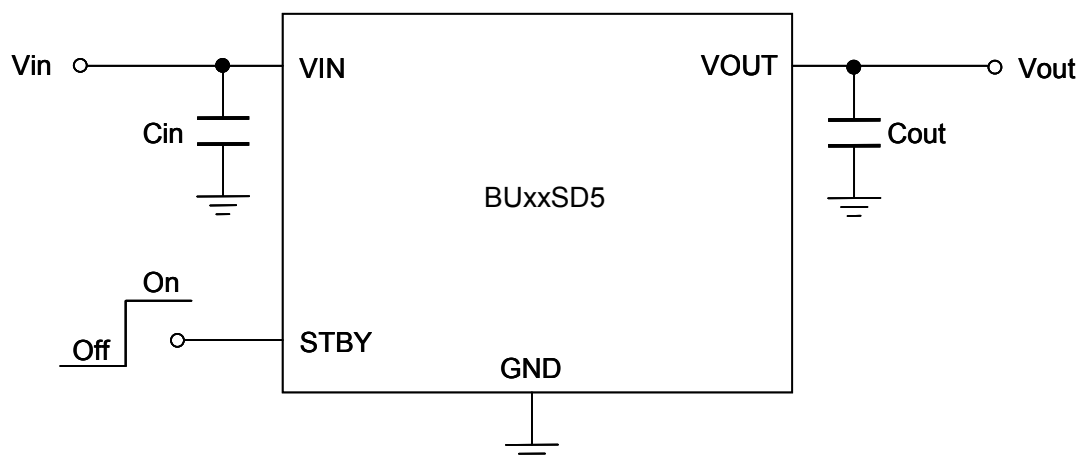 Vin
VIN
VOUT
Vout
Cin
Cout
BUxxSD5
On
Off
STBY
GND